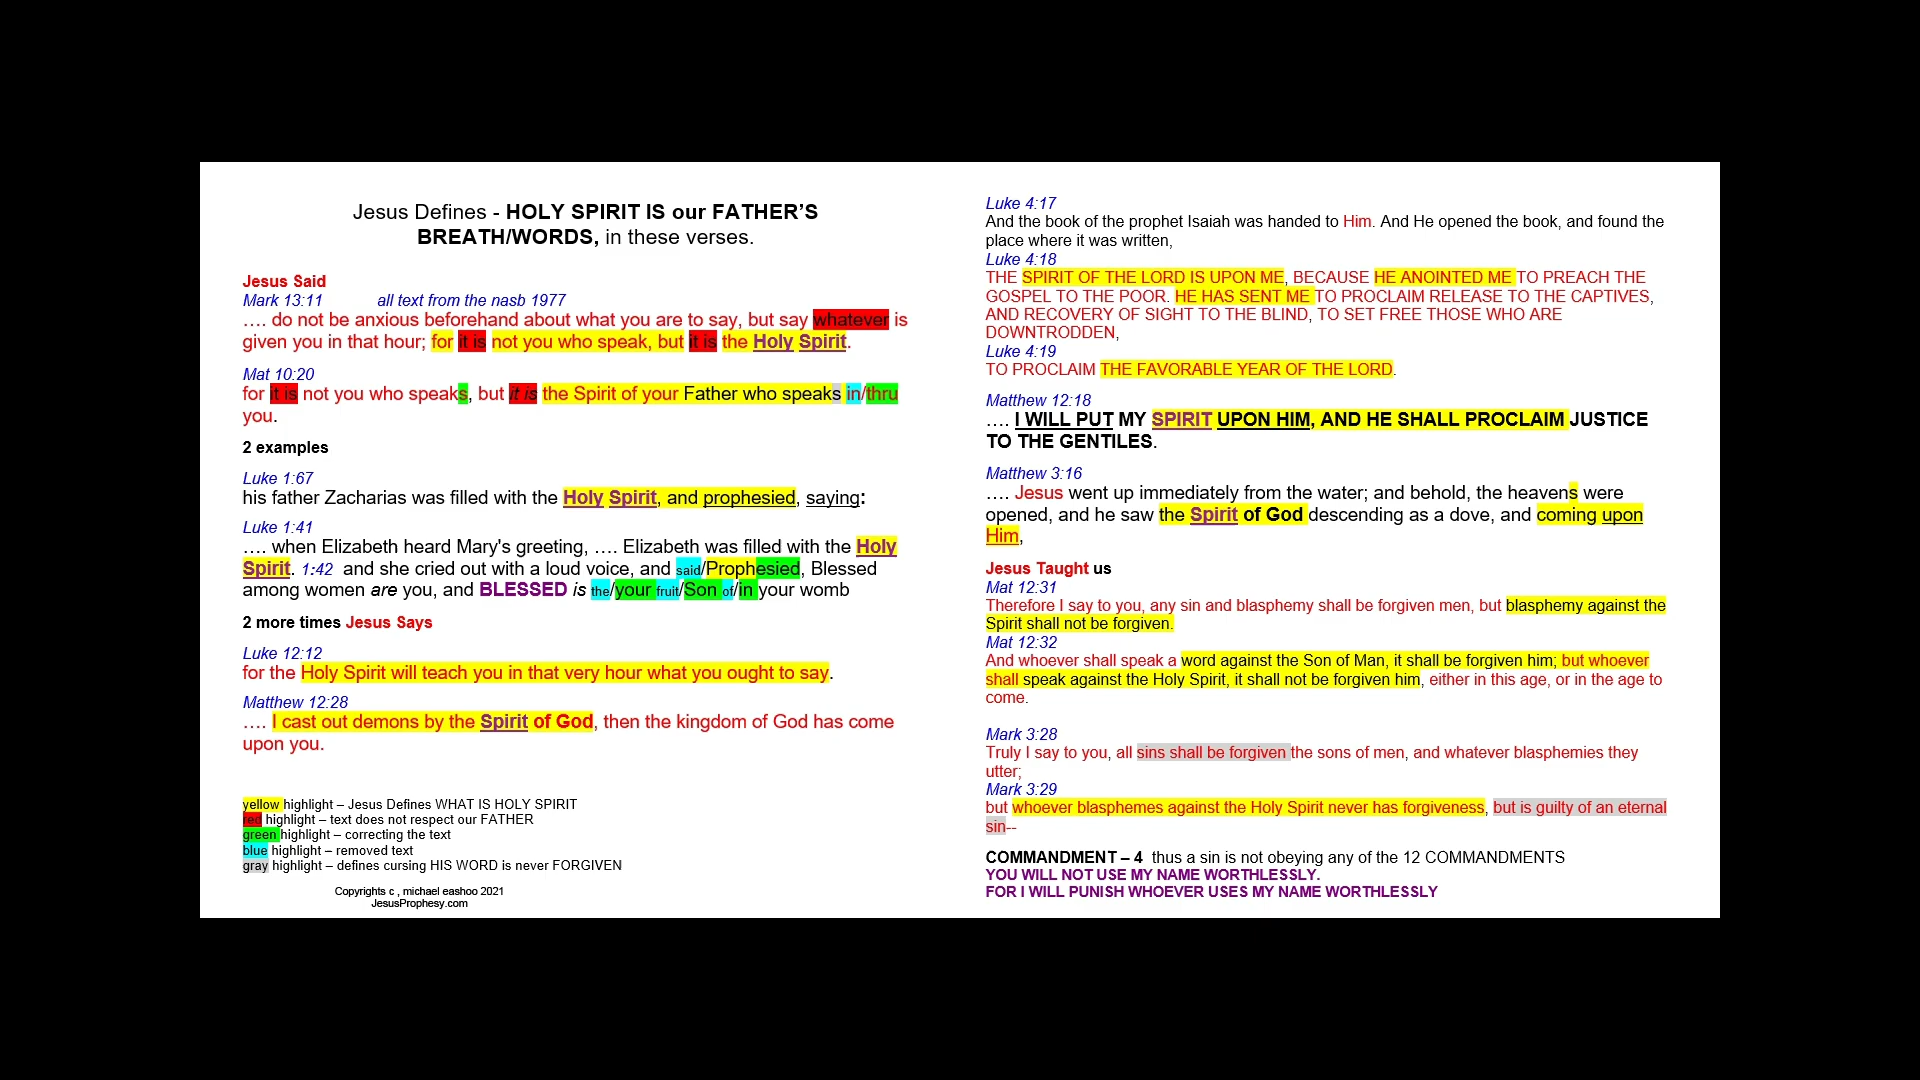 Jesus Defines - HOLY SPIRIT IS our FATHER'S
BREATH/WORDS, in these verses.
Jesus Said
Mark 13:11 all text from the nasb 1977
…. do not be anxious beforehand about what you are to say, but say whatever is
given you in that hour; for it is not you who speak, but it is the Holy Spirit.
Mat 10:20
for it is not you who speaks, but it is the Spirit of your Father who speaks in/thru
you.
2 examples
Luke 1:67
his father Zacharias was filled with the Holy Spirit, and prophesied, saying:
Luke 1:41
…. when Elizabeth heard Mary's greeting, …. Elizabeth was filled with the Holy
Spirit. 1:42 and she cried out with a loud voice, and said/Prophesied, Blessed
among women are you, and BLESSED is the/your fruit/Son of/in your womb
2 more times Jesus Says
Luke 12:12
for the Holy Spirit will teach you in that very hour what you ought to say.
Matthew 12:28
…. I cast out demons by the Spirit of God, then the kingdom of God has come
upon you.
yellow highlight – Jesus Defines WHAT IS HOLY SPIRIT
red highlight – text does not respect our FATHER
green highlight – correcting the text
blue highlight – removed text
gray highlight – defines cursing HIS WORD is never FORGIVEN
Copyrights c , michael eashoo 2021
JesusProphesy.com
Luke 4:17
And the book of the prophet Isaiah was handed to Him. And He opened the book, and found the
place where it was written,
Luke 4:18
THE SPIRIT OF THE LORD IS UPON ME, BECAUSE HE ANOINTED ME TO PREACH THE
GOSPEL TO THE POOR. HE HAS SENT ME TO PROCLAIM RELEASE TO THE CAPTIVES,
AND RECOVERY OF SIGHT TO THE BLIND, TO SET FREE THOSE WHO ARE
DOWNTRODDEN,
Luke 4:19
TO PROCLAIM THE FAVORABLE YEAR OF THE LORD.
Matthew 12:18
…. I WILL PUT MY SPIRIT UPON HIM, AND HE SHALL PROCLAIM JUSTICE
TO THE GENTILES.
Matthew 3:16
…. Jesus went up immediately from the water; and behold, the heavens were
opened, and he saw the Spirit of God descending as a dove, and coming upon
Him,
Jesus Taught us
Mat 12:31
Therefore I say to you, any sin and blasphemy shall be forgiven men, but blasphemy against the
Spirit shall not be forgiven.
Mat 12:32
And whoever shall speak a word against the Son of Man, it shall be forgiven him; but whoever
shall speak against the Holy Spirit, it shall not be forgiven him, either in this age, or in the age to
come.
Mark 3:28
Truly I say to you, all sins shall be forgiven the sons of men, and whatever blasphemies they
utter;
Mark 3:29
but whoever blasphemes against the Holy Spirit never has forgiveness, but is guilty of an eternal
sin--
COMMANDMENT – 4 thus a sin is not obeying any of the 12 COMMANDMENTS
YOU WILL NOT USE MY NAME WORTHLESSLY.
FOR I WILL PUNISH WHOEVER USES MY NAME WORTHLESSLY